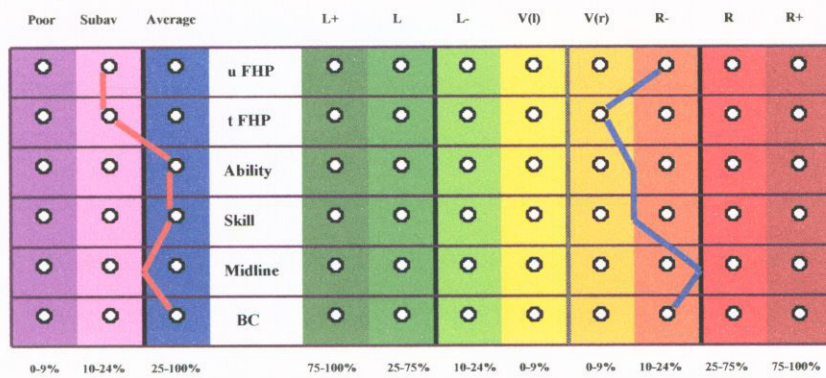 Poor Subav Average L+ L L- V(l) V(r) R- R R+
u FHP
t FHP
Ability
Skill
Midline
BC
0-9% 10-24% 25-100% 75-100% 25-75% 10-24% 0-9% 0-9% 10-24% 25-75% 75-100%